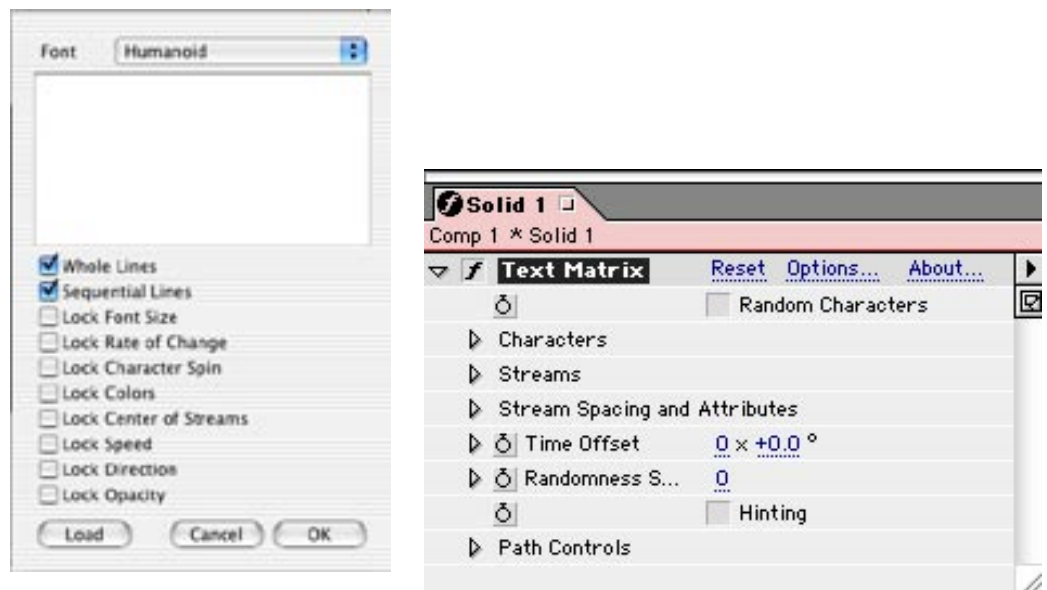 Font Humanoid
Whole Lines
Sequential Lines
Lock Font Size
Lock Rate of Change
Lock Character Spin
Lock Colors
Lock Center of Streams
Lock Speed
Lock Direction
Lock Opacity
Load Cancel OK
Solid 1
Comp 1 * Solid 1
f Text Matrix Reset Options... About...
Random Characters
Characters
Streams
Stream Spacing and Attributes
Time Offset 0 x +0.0 °
Randomness S... 0
Hinting
Path Controls